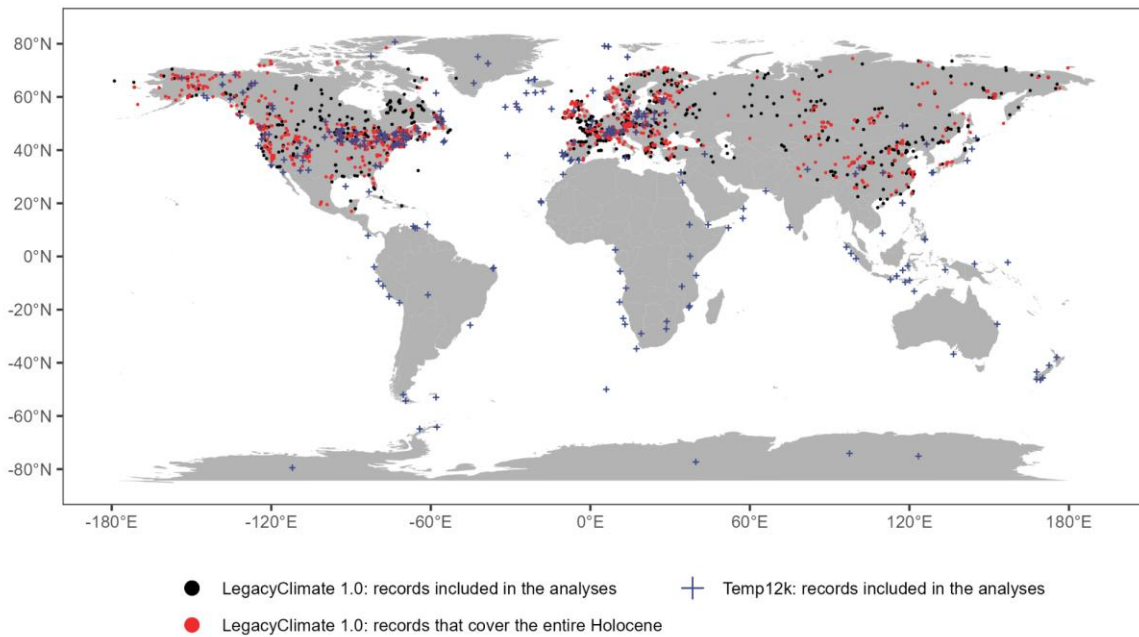 80°N
60°N
40°N
20°N
0°N
-20°N
-40°N
-60°N
-80°N
-180°E -120°E -60°E 0°E 60°E 120°E 180°E
LegacyClimate 1.0: records included in the analyses Temp12k: records included in the analyses
LegacyClimate 1.0: records that cover the entire Holocene